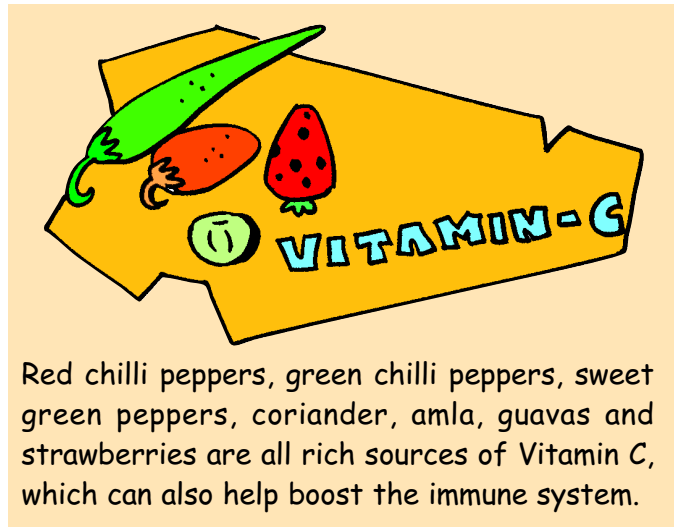 VITAMIN-C
Red chilli peppers, green chilli peppers, sweet
green peppers, coriander, amla, guavas and
strawberries are all rich sources of Vitamin C,
which can also help boost the immune system.